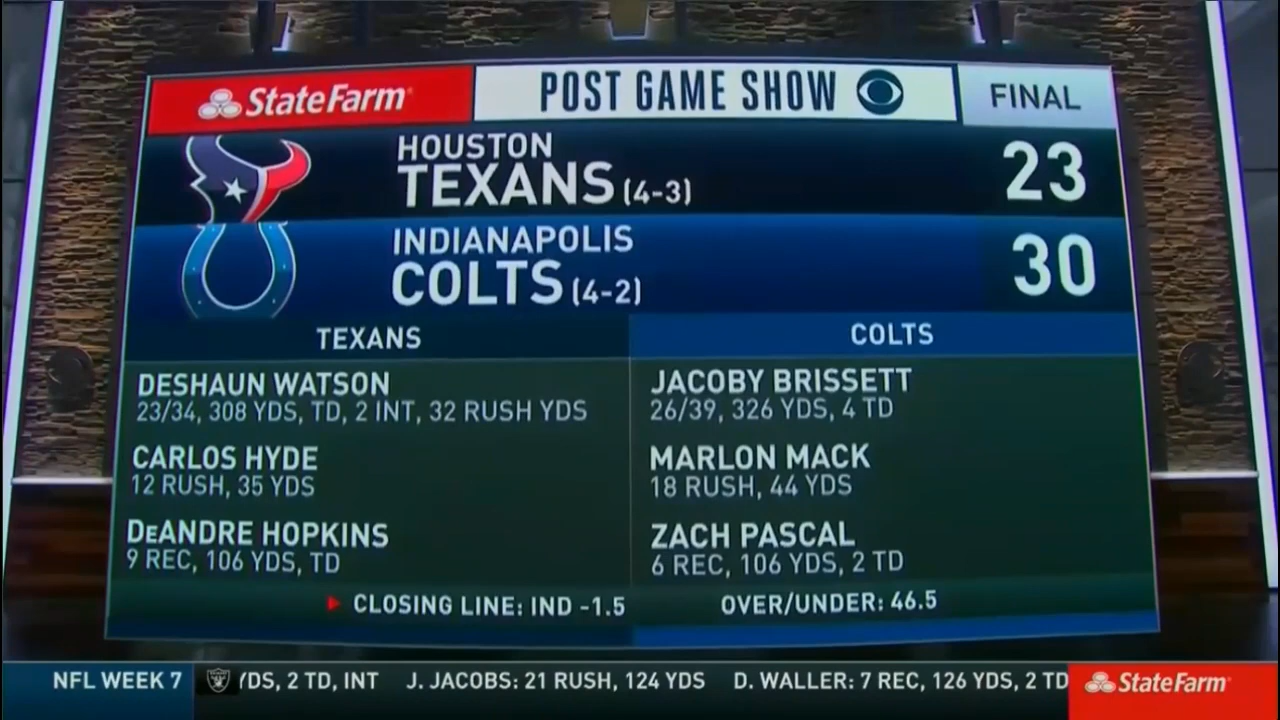 StateFarm
POST GAME SHOW
FINAL
HOUSTON
TEXANS (4-3)
23
INDIANAPOLIS
COLTS (4-2)
30
TEXANS
COLTS
DESHAUN WATSON
23/34, 308 YDS, TD, 2 INT, 32 RUSH YDS
CARLOS HYDE
12 RUSH, 35 YDS
DeANDRE HOPKINS
9 REC, 106 YDS, TD
JACOBY BRISSETT
26/39, 326 YDS, 4 TD
MARLON MACK
18 RUSH, 44 YDS
ZACH PASCAL
6 REC, 106 YDS, 2 TD
CLOSING LINE: IND -1.5
OVER/UNDER: 46.5
NFL WEEK 7
YDS, 2 TD, INT J. JACOBS: 21 RUSH, 124 YDS D. WALLER: 7 REC, 126 YDS, 2 TD
StateFarm